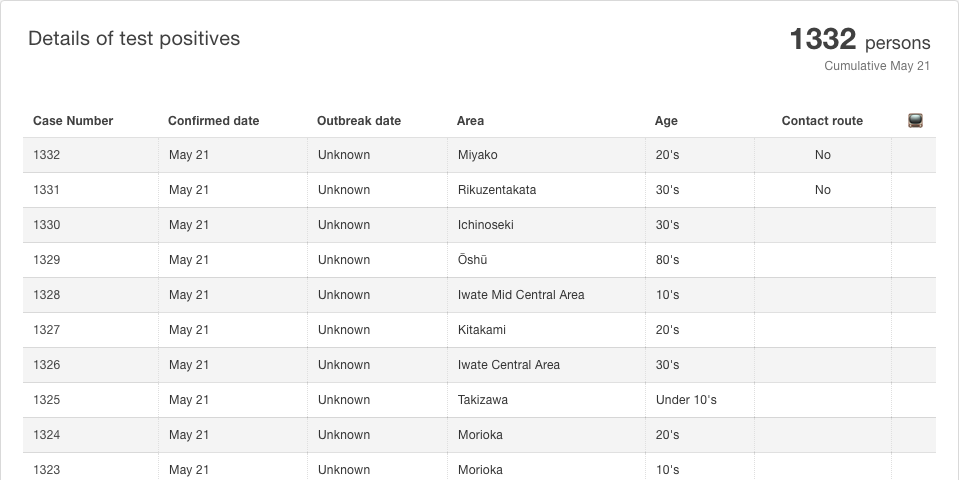 Details of test positives
1332 persons
Cumulative May 21
Case Number Confirmed date Outbreak date Area Age Contact route
1332 May 21 Unknown Miyako 20's No
1331 May 21 Unknown Rikuzentakata 30's No
1330 May 21 Unknown Ichinoseki 30's
1329 May 21 Unknown Ōshū 80's
1328 May 21 Unknown Iwate Mid Central Area 10's
1327 May 21 Unknown Kitakami 20's
1326 May 21 Unknown Iwate Central Area 30's
1325 May 21 Unknown Takizawa Under 10's
1324 May 21 Unknown Morioka 20's
1323 May 21 Unknown Morioka 10's